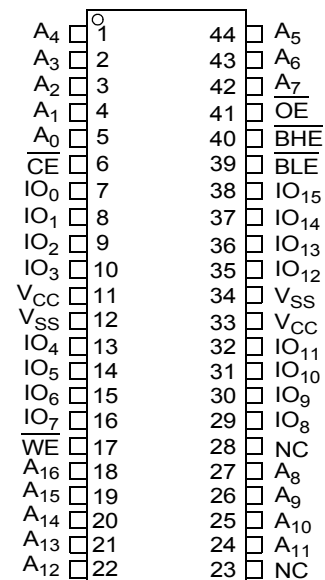 A4 1 44 A5
A3 2 43 A6
A2 3 42 A7
A1 4 41 OE
A0 5 40 BHE
CE 6 39 BLE
IO0 7 38 IO15
IO1 8 37 IO14
IO2 9 36 IO13
IO3 10 35 IO12
VCC 11 34 VSS
VSS 12 33 VCC
IO4 13 32 IO11
IO5 14 31 IO10
IO6 15 30 IO9
IO7 16 29 IO8
WE 17 28 NC
A16 18 27 A8
A15 19 26 A9
A14 20 25 A10
A13 21 24 A11
A12 22 23 NC